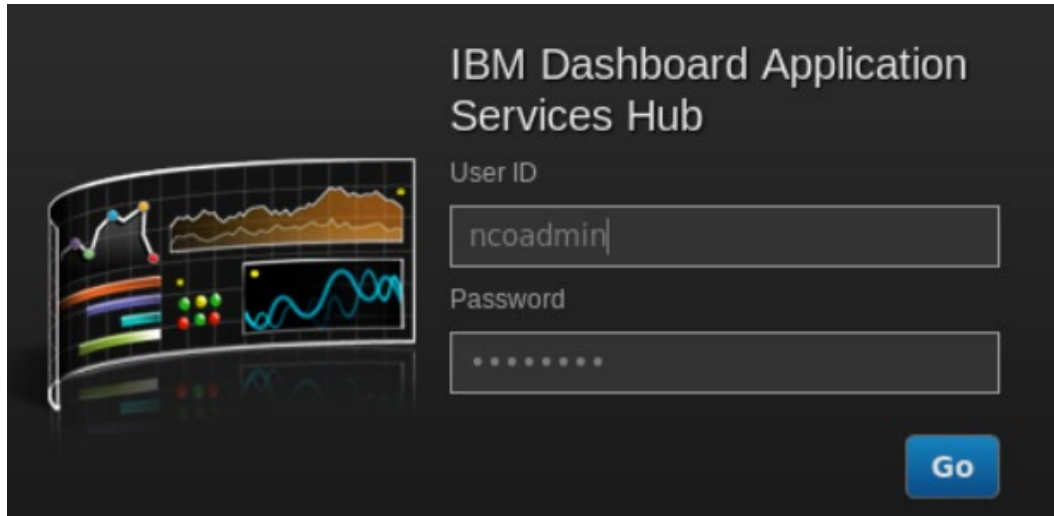 IBM Dashboard Application
Services Hub
User ID
ncoadmin
Password
••••••••
Go